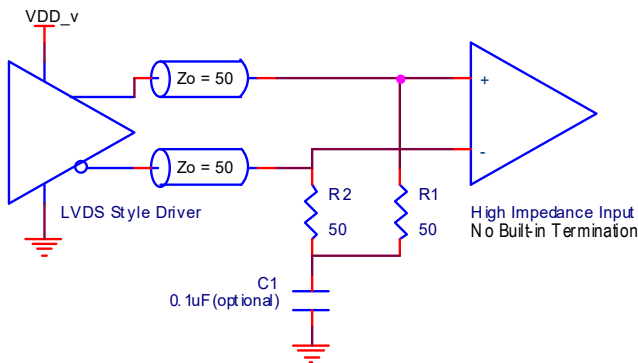 VDD_v
Zo = 50
+
Zo = 50
-
LVDS Style Driver
R2
R1
50
50
High Impedance Input
No Built-in Termination
C1
0.1uF(optional)